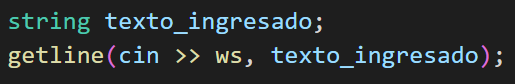 string texto_ingresado;
getline(cin >> ws, texto_ingresado);